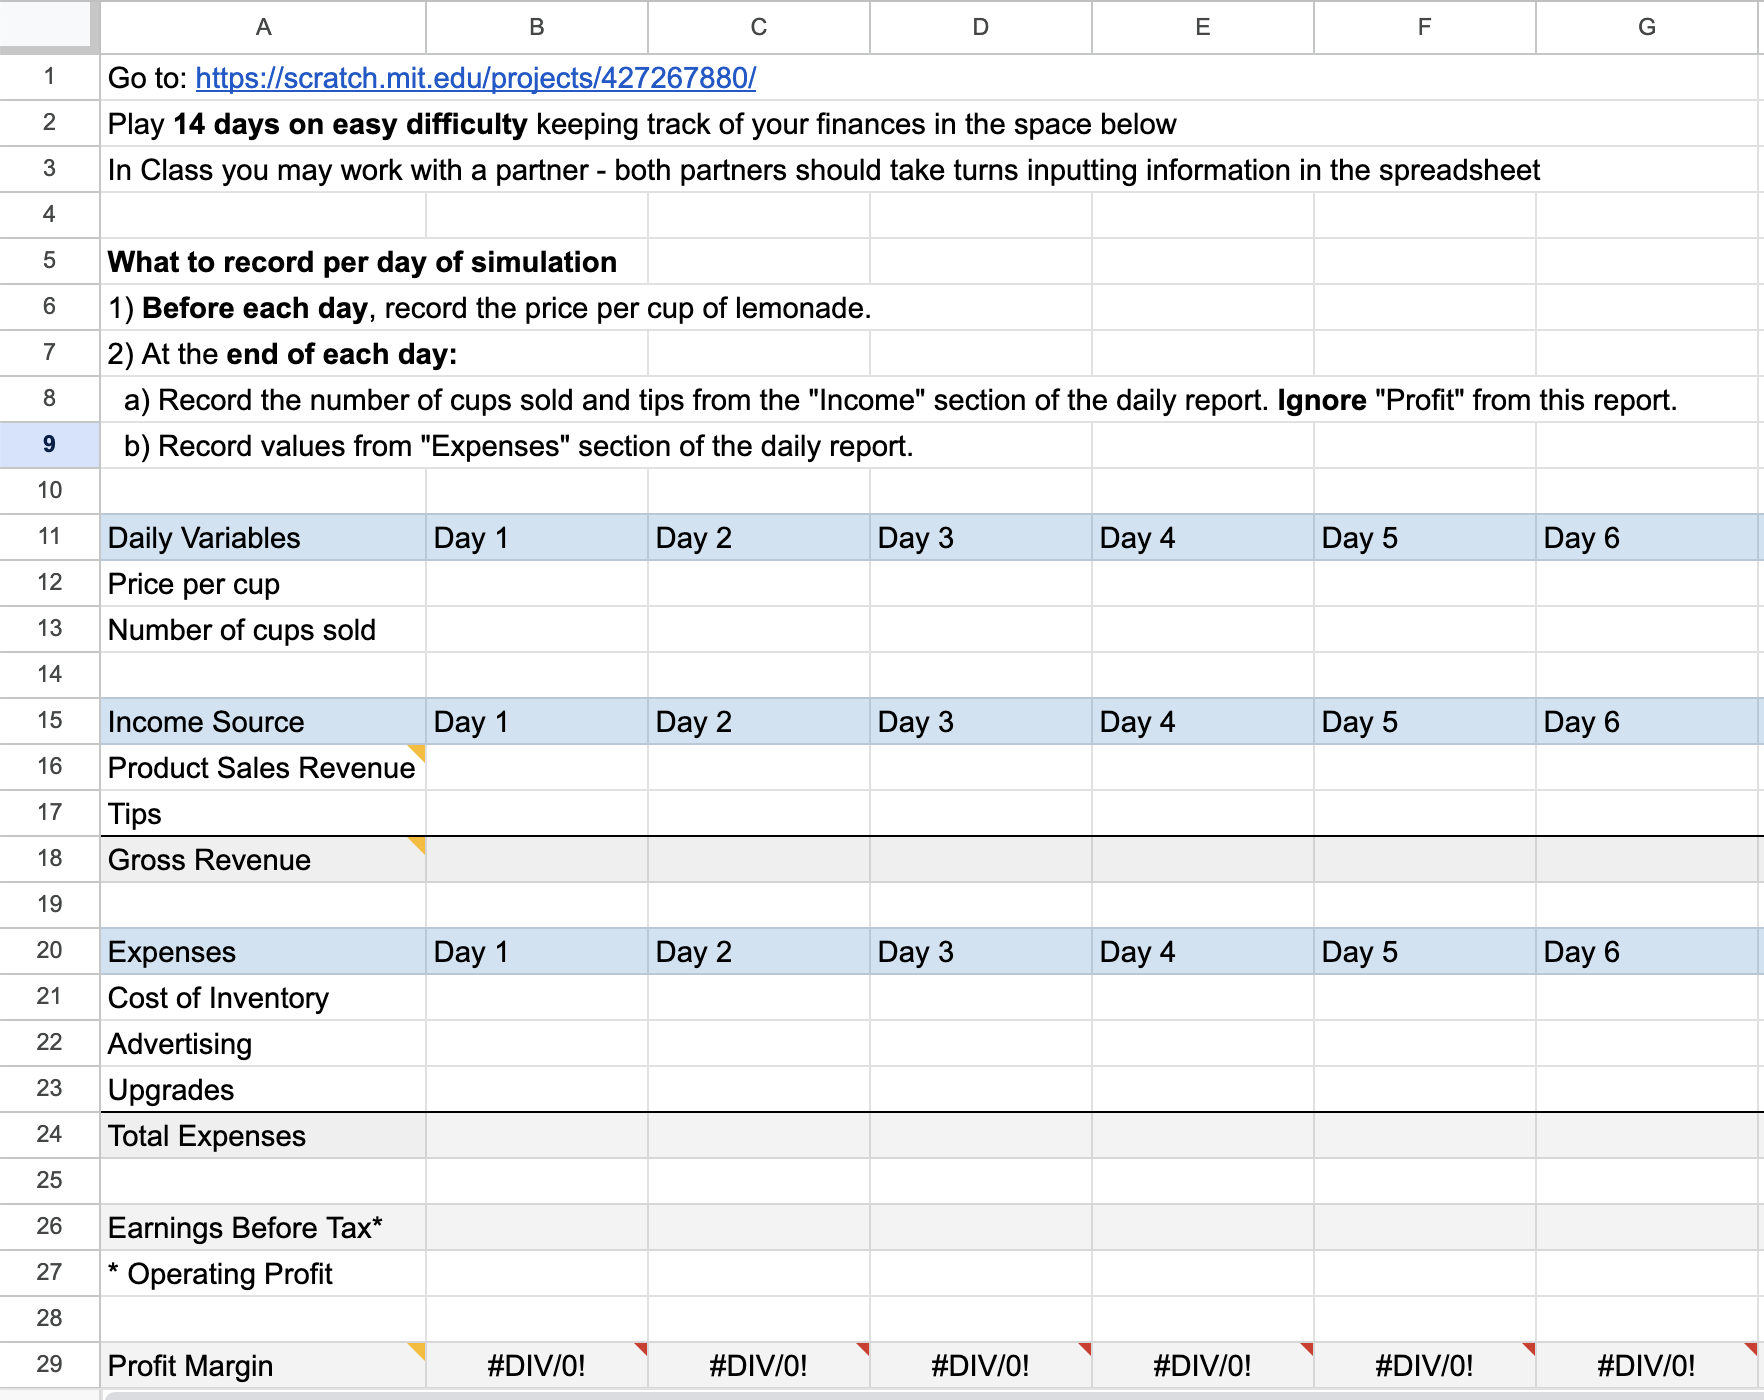 A B C D E F G
1 Go to: https://scratch.mit.edu/projects/427267880/
2 Play 14 days on easy difficulty keeping track of your finances in the space below
3 In Class you may work with a partner - both partners should take turns inputting information in the spreadsheet
4
5 What to record per day of simulation
6 1) Before each day, record the price per cup of lemonade.
7 2) At the end of each day:
8 a) Record the number of cups sold and tips from the "Income" section of the daily report. Ignore "Profit" from this report.
9 b) Record values from "Expenses" section of the daily report.
10
11 Daily Variables Day 1 Day 2 Day 3 Day 4 Day 5 Day 6
12 Price per cup
13 Number of cups sold
14
15 Income Source Day 1 Day 2 Day 3 Day 4 Day 5 Day 6
16 Product Sales Revenue
17 Tips
18 Gross Revenue
19
20 Expenses Day 1 Day 2 Day 3 Day 4 Day 5 Day 6
21 Cost of Inventory
22 Advertising
23 Upgrades
24 Total Expenses
25
26 Earnings Before Tax*
27 * Operating Profit
28
29 Profit Margin #DIV/0! #DIV/0! #DIV/0! #DIV/0! #DIV/0! #DIV/0!